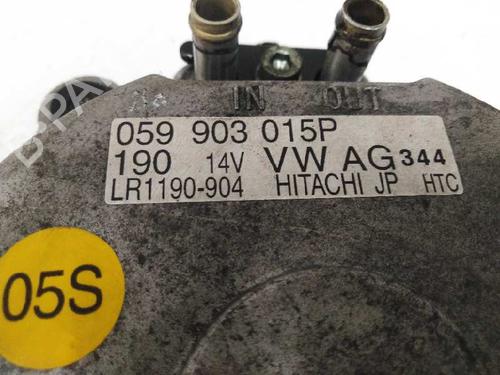 IN OUT
059 903 015P
190 14V VW AG 344
LR1190-904 HITACHI JP HTC
05S